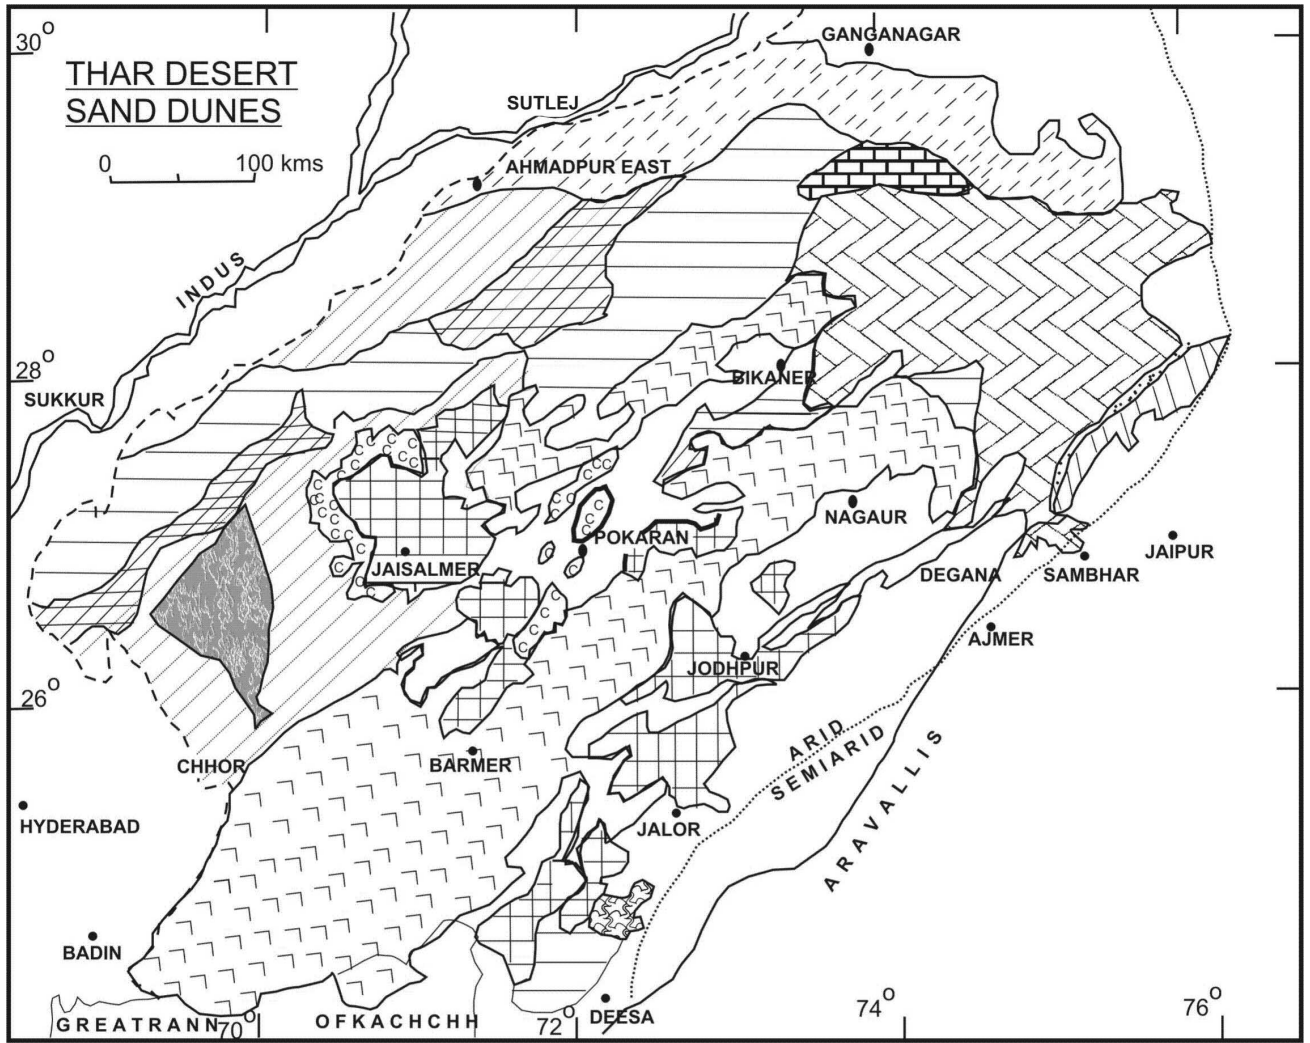 30°
GANGANAGAR
THAR DESERT
SAND DUNES
SUTLEJ
0 100 kms
AHMADPUR EAST
INDUS
28°
BIKANER
SUKKUR
NAGAUR
POKARAN
JAIPUR
JAISALMER
DEGANA
SAMBHAR
AJMER
JODHPUR
26°
ARID
SEMIARID
CHHOR
BARMER
ARAVALLIS
HYDERABAD
JALOR
BADIN
74°
76°
GREATRANN
70°
OFKACHCHH
72°
DEESA
C C C C C C C C C C C C C C C C C C C C C C C C C C C C C C